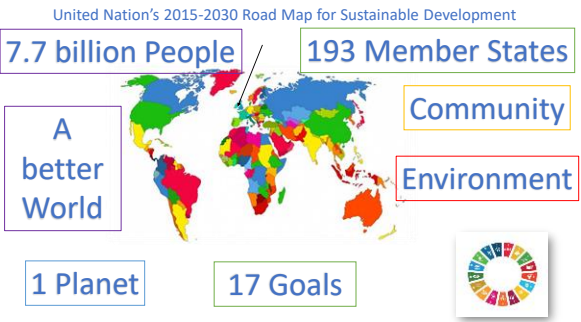 United Nation's 2015-2030 Road Map for Sustainable Development
7.7 billion People
193 Member States
Community
A
better
World
Environment
1 Planet
17 Goals